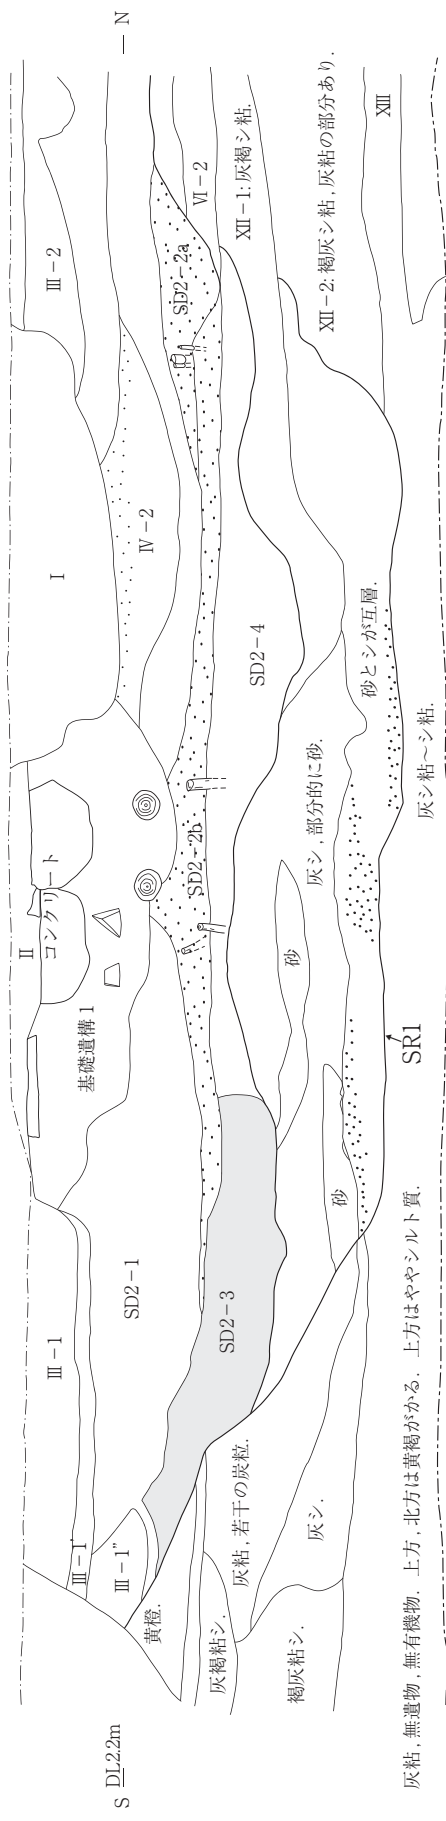 S DL2.2m
— N
III-1
III-1'
III-1"
黄橙.
SD2-1
II
コンクリート
基礎遺構 1
I
III-2
IV-2
VI-2
SD2-2a
SD2-2b
SD2-3
SD2-4
XII-1: 灰褐シ粘.
XII-2: 褐灰シ粘, 灰粘の部分あり.
XIII
灰褐粘シ.
褐灰粘シ.
灰粘, 若干の炭粒.
灰シ.
砂
砂
灰シ, 部分的に砂.
砂とシが互層.
SR1
灰シ粘~シ粘.
灰粘, 無遺物, 無有機物. 上方, 北方は黄褐がかる. 上方はややシルト質.